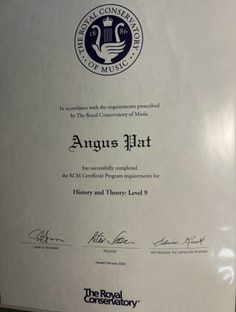 THE ROYAL CONSERVATORY
1886
OF MUSIC
In accordance with the requirements prescribed
by The Royal Conservatory of Music
Angus Pat
has successfully completed
the RCM Certificate Program requirements for
History and Theory: Level 9
The Royal
Conservatory™